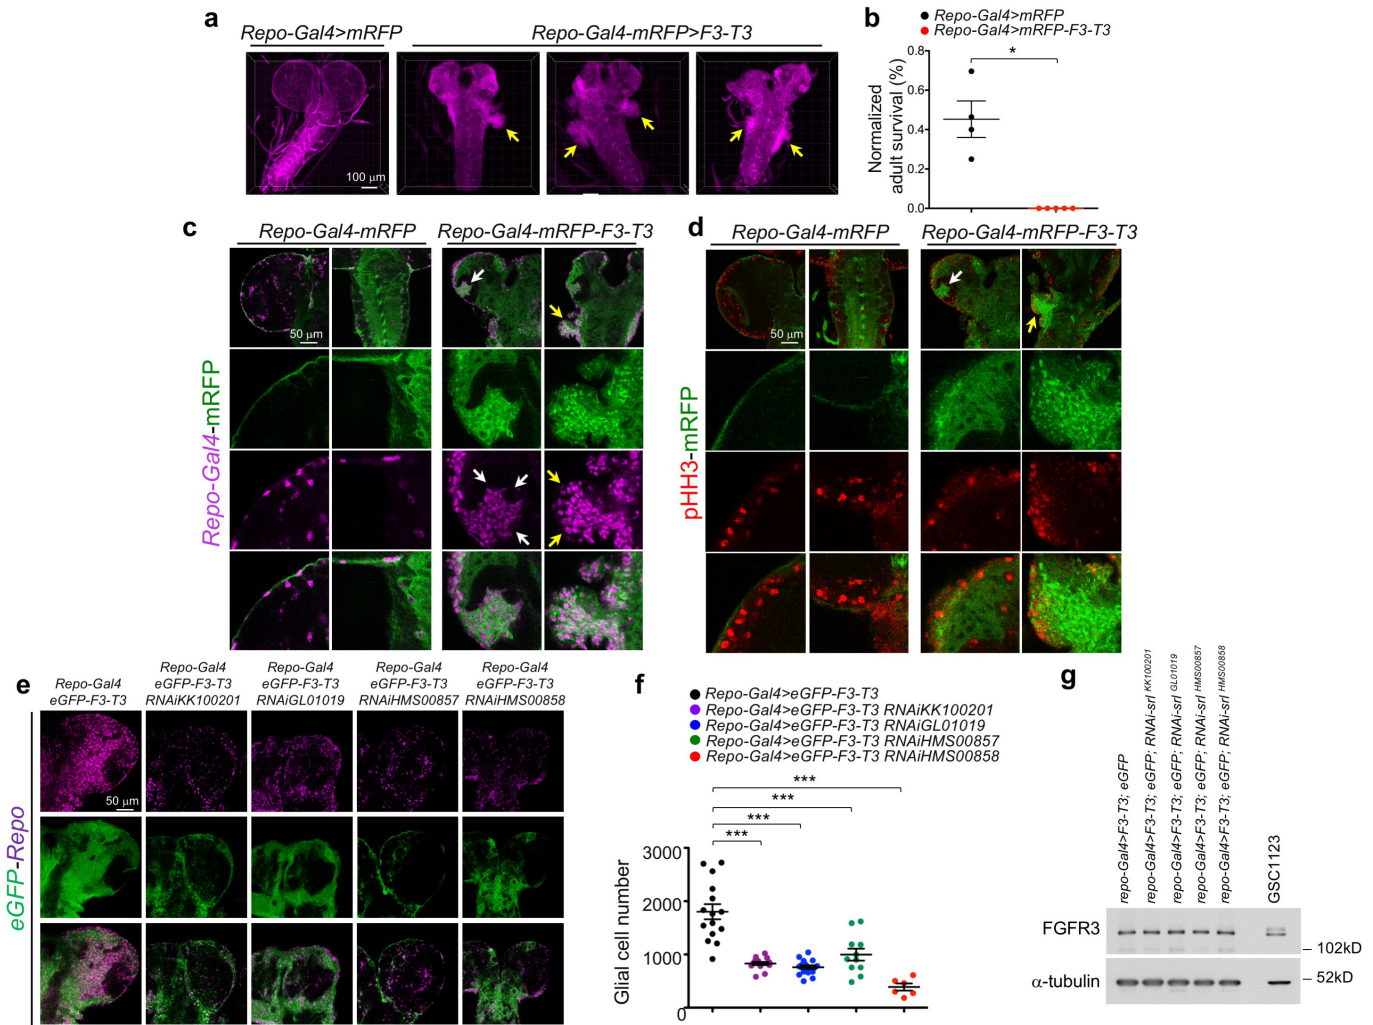 a
Repo-Gal4>mRFP
Repo-Gal4-mRFP>F3-T3
100 μm
b
Repo-Gal4>mRFP
Repo-Gal4>mRFP-F3-T3
*
0.8
0.6
0.4
0.2
0.0
Normalized
adult survival (%)
c
Repo-Gal4-mRFP
Repo-Gal4-mRFP-F3-T3
50 μm
Repo-Gal4-mRFP
d
Repo-Gal4-mRFP
Repo-Gal4-mRFP-F3-T3
50 μm
pHH3-mRFP
e
Repo-Gal4
eGFP-F3-T3
Repo-Gal4
eGFP-F3-T3
RNAiKK100201
Repo-Gal4
eGFP-F3-T3
RNAiGL01019
Repo-Gal4
eGFP-F3-T3
RNAiHMS00857
Repo-Gal4
eGFP-F3-T3
RNAiHMS00858
50 μm
eGFP-Repo
f
Repo-Gal4>eGFP-F3-T3
Repo-Gal4>eGFP-F3-T3 RNAiKK100201
Repo-Gal4>eGFP-F3-T3 RNAiGL01019
Repo-Gal4>eGFP-F3-T3 RNAiHMS00857
Repo-Gal4>eGFP-F3-T3 RNAiHMS00858
***
***
***
***
3000
2000
1000
0
Glial cell number
g
repo-Gal4>F3-T3; eGFP
repo-Gal4>F3-T3; eGFP; RNAi-srl KK100201
repo-Gal4>F3-T3; eGFP; RNAi-srl GL01019
repo-Gal4>F3-T3; eGFP; RNAi-srl HMS00857
repo-Gal4>F3-T3; eGFP; RNAi-srl HMS00858
GSC1123
FGFR3
– 102kD
α-tubulin
– 52kD